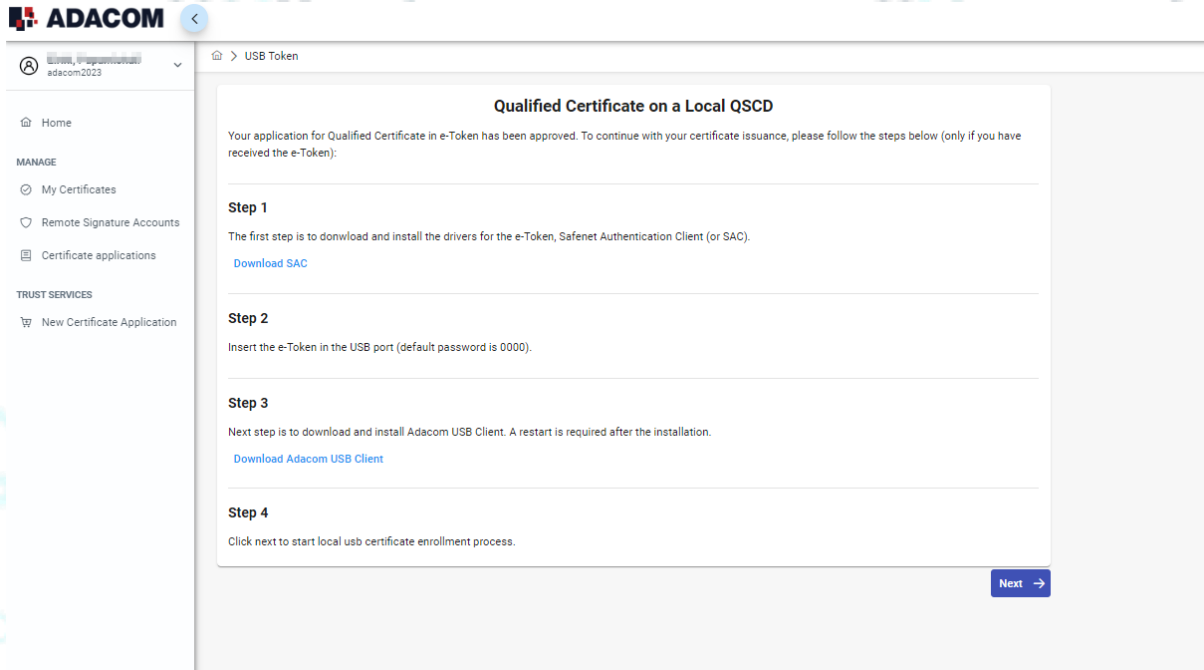 ADACOM
adacom2023
USB Token
Home
MANAGE
My Certificates
Remote Signature Accounts
Certificate applications
TRUST SERVICES
New Certificate Application
Qualified Certificate on a Local QSCD
Your application for Qualified Certificate in e-Token has been approved. To continue with your certificate issuance, please follow the steps below (only if you have
received the e-Token):
Step 1
The first step is to donwload and install the drivers for the e-Token, Safenet Authentication Client (or SAC).
Download SAC
Step 2
Insert the e-Token in the USB port (default password is 0000).
Step 3
Next step is to download and install Adacom USB Client. A restart is required after the installation.
Download Adacom USB Client
Step 4
Click next to start local usb certificate enrollment process.
Next